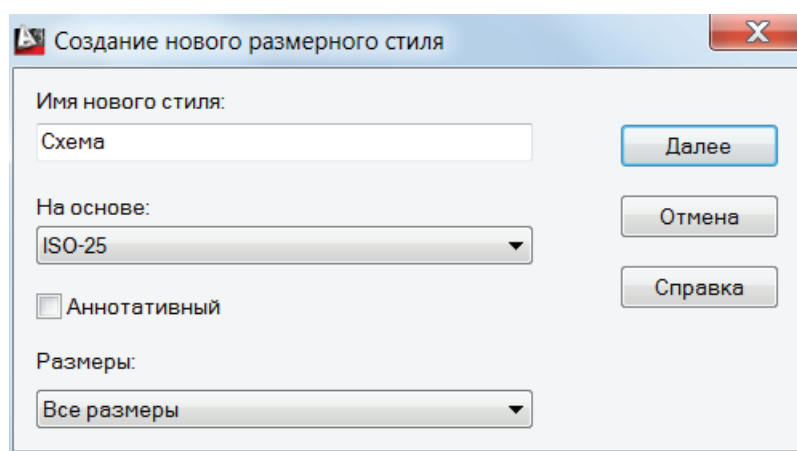 Создание нового размерного стиля
Имя нового стиля:
Схема
Далее
На основе:
Отмена
ISO-25
Справка
Аннотативный
Размеры:
Все размеры